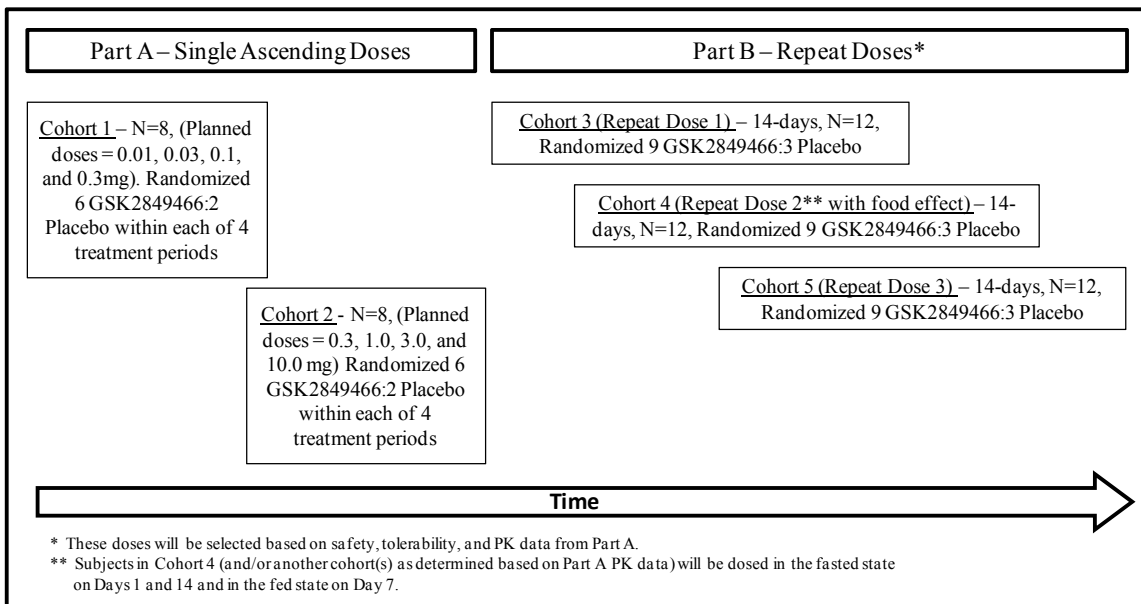 Part A – Single Ascending Doses
Part B – Repeat Doses*
Cohort 1 – N=8, (Planned
doses = 0.01, 0.03, 0.1,
and 0.3mg). Randomized
6 GSK2849466:2
Placebo within each of 4
treatment periods
Cohort 2 - N=8, (Planned
doses = 0.3, 1.0, 3.0, and
10.0 mg) Randomized 6
GSK2849466:2 Placebo
within each of 4
treatment periods
Cohort 3 (Repeat Dose 1) – 14-days, N=12,
Randomized 9 GSK2849466:3 Placebo
Cohort 4 (Repeat Dose 2** with food effect) – 14-
days, N=12, Randomized 9 GSK2849466:3 Placebo
Cohort 5 (Repeat Dose 3) – 14-days, N=12,
Randomized 9 GSK2849466:3 Placebo
Time
* These doses will be selected based on safety, tolerability, and PK data from Part A.
** Subjects in Cohort 4 (and/or another cohort(s) as determined based on Part A PK data) will be dosed in the fasted state
on Days 1 and 14 and in the fed state on Day 7.